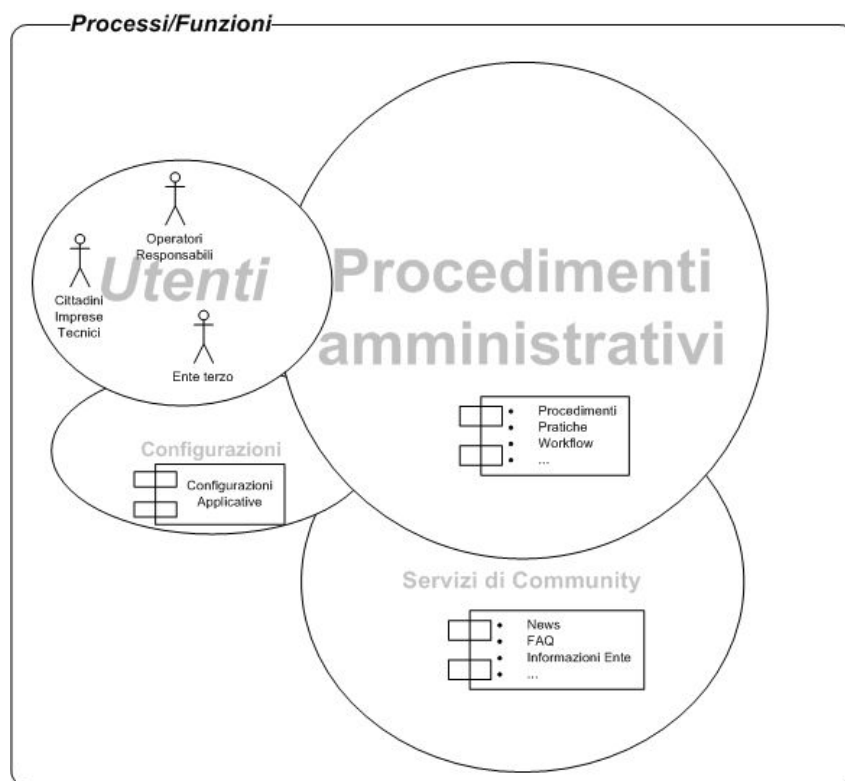 Processi/Funzioni
Operatori
Responsabili
Utenti
Cittadini
Imprese
Tecnici
Ente terzo
Procedimenti
amministrativi
• Procedimenti
• Pratiche
• Workflow
• ...
Configurazioni
Configurazioni
Applicative
Servizi di Community
• News
• FAQ
• Informazioni Ente
• ...